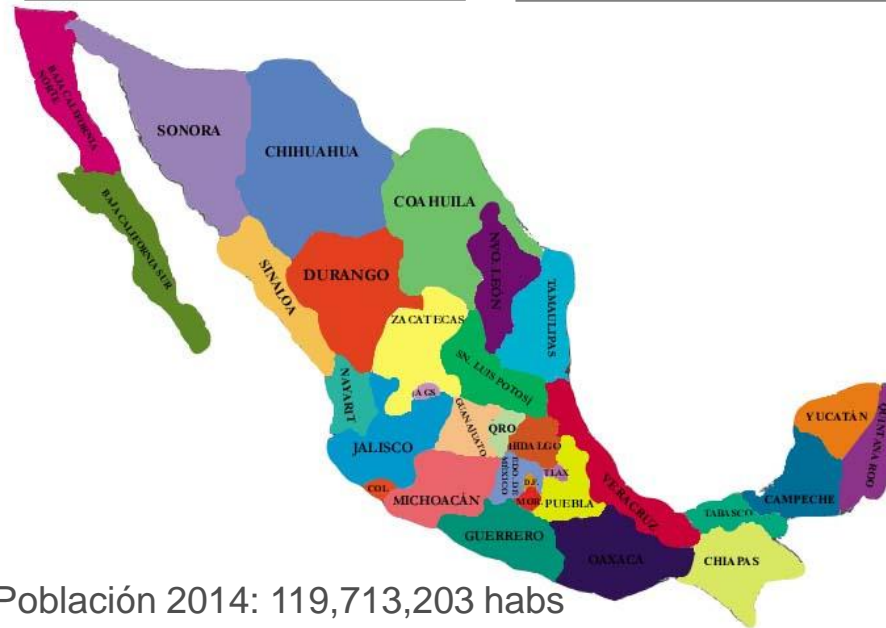 BAJA CALIFORNIA
NORTE
SONORA
CHIHUAHUA
COAHUILA
BAJA CALIFORNIA SUR
SINALOA
DURANGO
NVO. LEÓN
TAMAULIPAS
ZACATECAS
SN. LUIS POTOSÍ
NAYARIT
AGS.
GUANAJUATO
QRO
HIDALGO
JALISCO
EDO. DE
MÉXICO
D.F.
TLAX
COL.
MICHOACÁN
MOR.
PUEBLA
VERACRUZ
YUCATÁN
QUINTANA ROO
CAMPECHE
TABASCO
GUERRERO
OAXACA
CHIAPAS
Población 2014: 119,713,203 habs